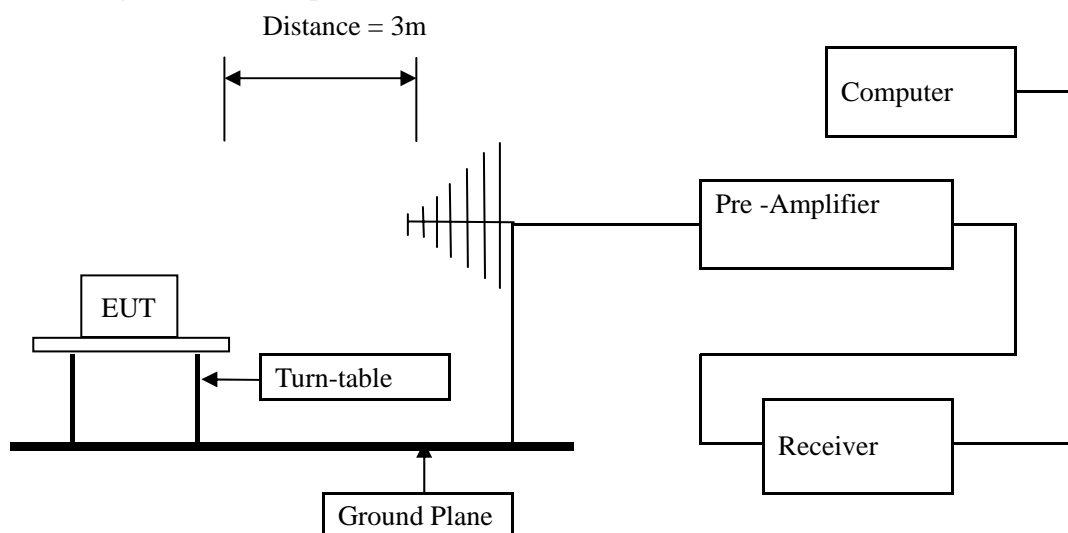 Distance = 3m
Computer
Pre -Amplifier
EUT
Turn-table
Receiver
Ground Plane